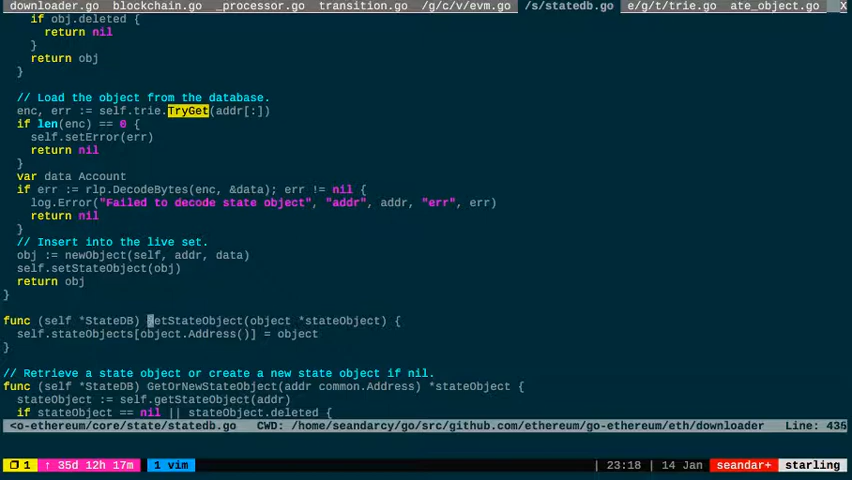 downloader.go blockchain.go _processor.go transition.go /g/c/v/evm.go /s/statedb.go e/g/t/trie.go ate_object.go X
if obj.deleted {
return nil
}
return obj
}
// Load the object from the database.
enc, err := self.trie.TryGet(addr[:])
if len(enc) == 0 {
self.setError(err)
return nil
}
var data Account
if err := rlp.DecodeBytes(enc, &data); err != nil {
log.Error("Failed to decode state object", "addr", addr, "err", err)
return nil
}
// Insert into the live set.
obj := newObject(self, addr, data)
self.setStateObject(obj)
return obj
}
func (self *StateDB) setStateObject(object *stateObject) {
self.stateObjects[object.Address()] = object
}
// Retrieve a state object or create a new state object if nil.
func (self *StateDB) GetOrNewStateObject(addr common.Address) *stateObject {
stateObject := self.getStateObject(addr)
if stateObject == nil || stateObject.deleted {
<o-ethereum/core/state/statedb.go CWD: /home/seandarcy/go/src/github.com/ethereum/go-ethereum/eth/downloader Line: 435
1 ↑ 35d 12h 17m 1 vim | 23:18 | 14 Jan seandar+ starling